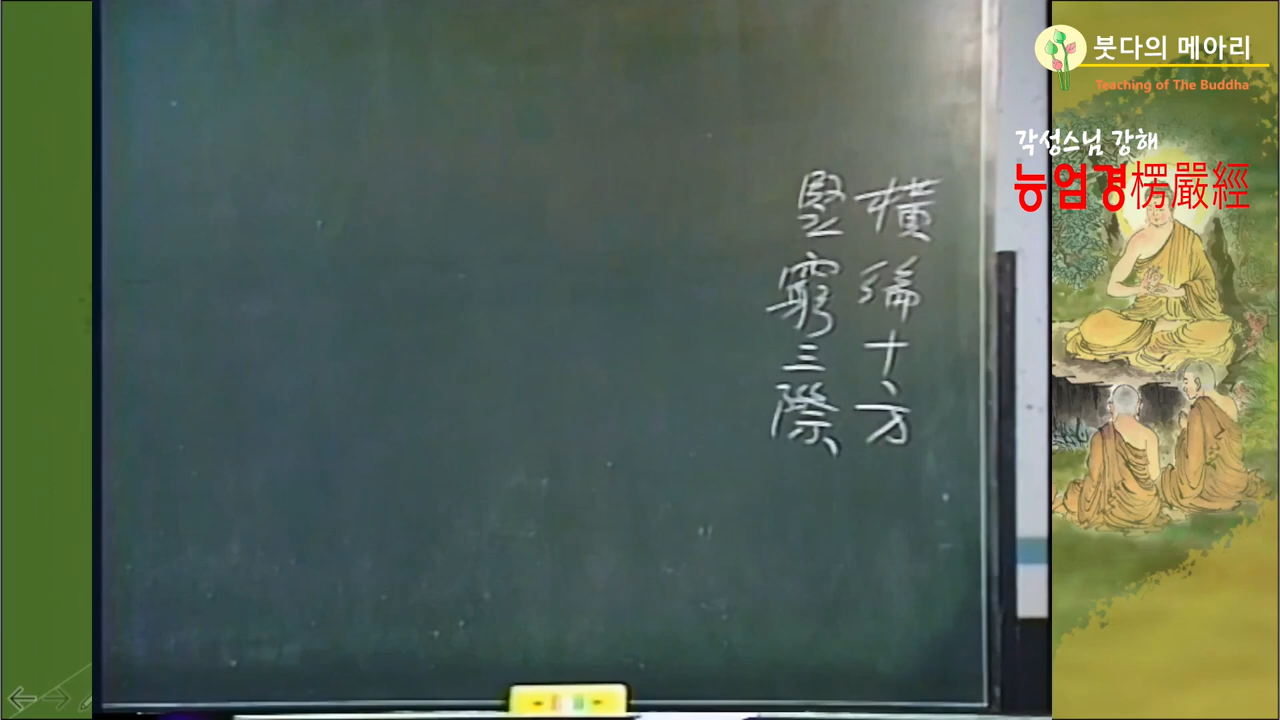 橫徧十方
竪窮三際
붓다의 메아리
Teaching of The Buddha
각성스님 강해
능엄경楞嚴經